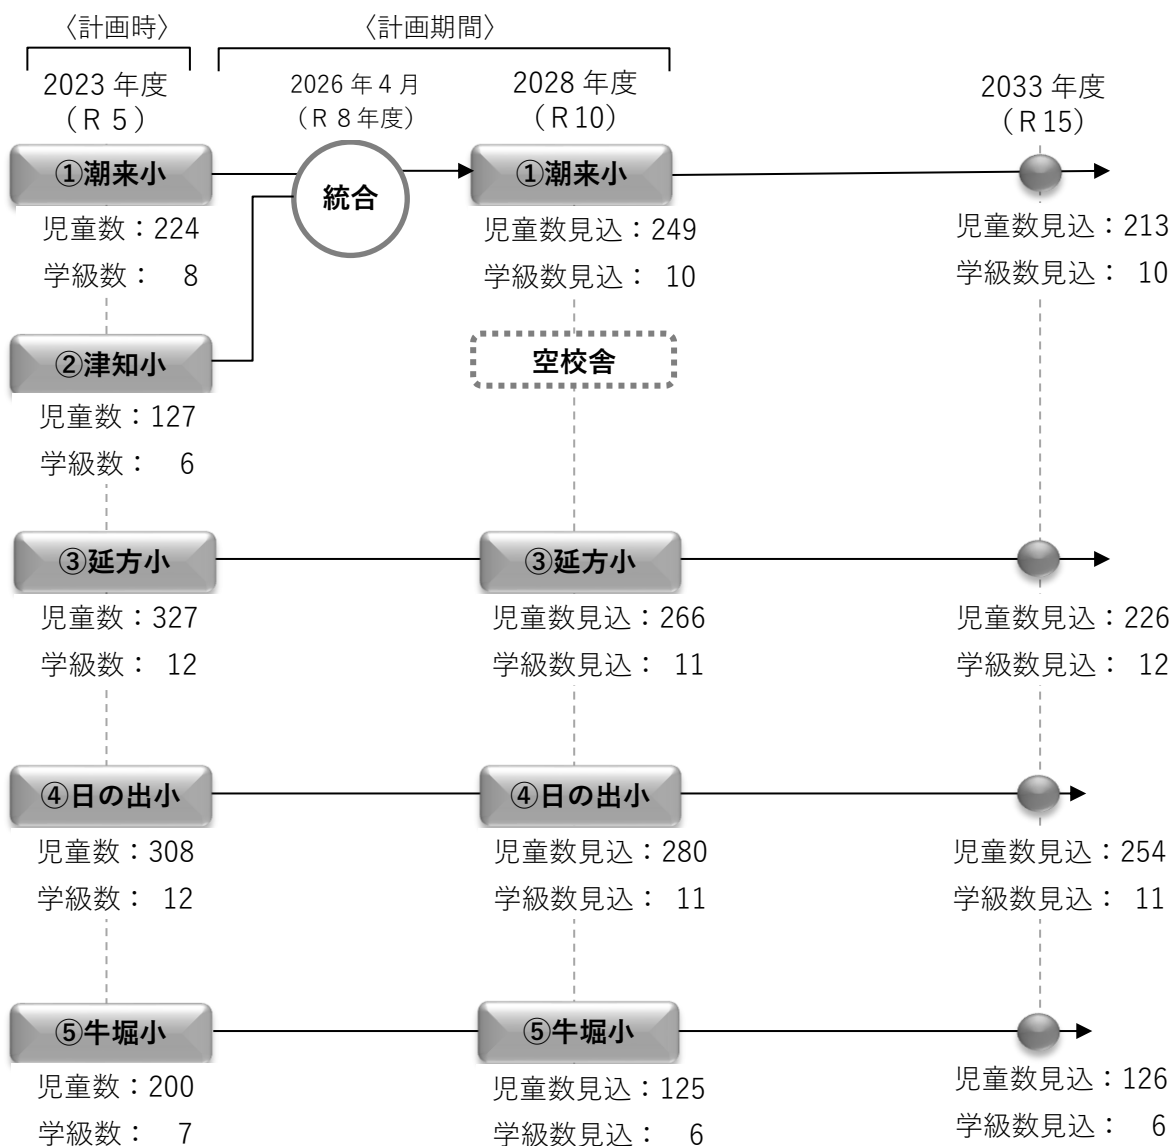 〈計画時〉 〈計画期間〉
2023 年度 2026 年 4 月 2028 年度 2033 年度
（R 5） （R 8 年度） （R 10） （R 15）
①潮来小 統合 ①潮来小
児童数：224 児童数見込：249 児童数見込：213
学級数： 8 学級数見込： 10 学級数見込： 10
②津知小 空校舎
児童数：127
学級数： 6
③延方小 ③延方小
児童数：327 児童数見込：266 児童数見込：226
学級数： 12 学級数見込： 11 学級数見込： 12
④日の出小 ④日の出小
児童数：308 児童数見込：280 児童数見込：254
学級数： 12 学級数見込： 11 学級数見込： 11
⑤牛堀小 ⑤牛堀小
児童数：200 児童数見込：125 児童数見込：126
学級数： 7 学級数見込： 6 学級数見込： 6